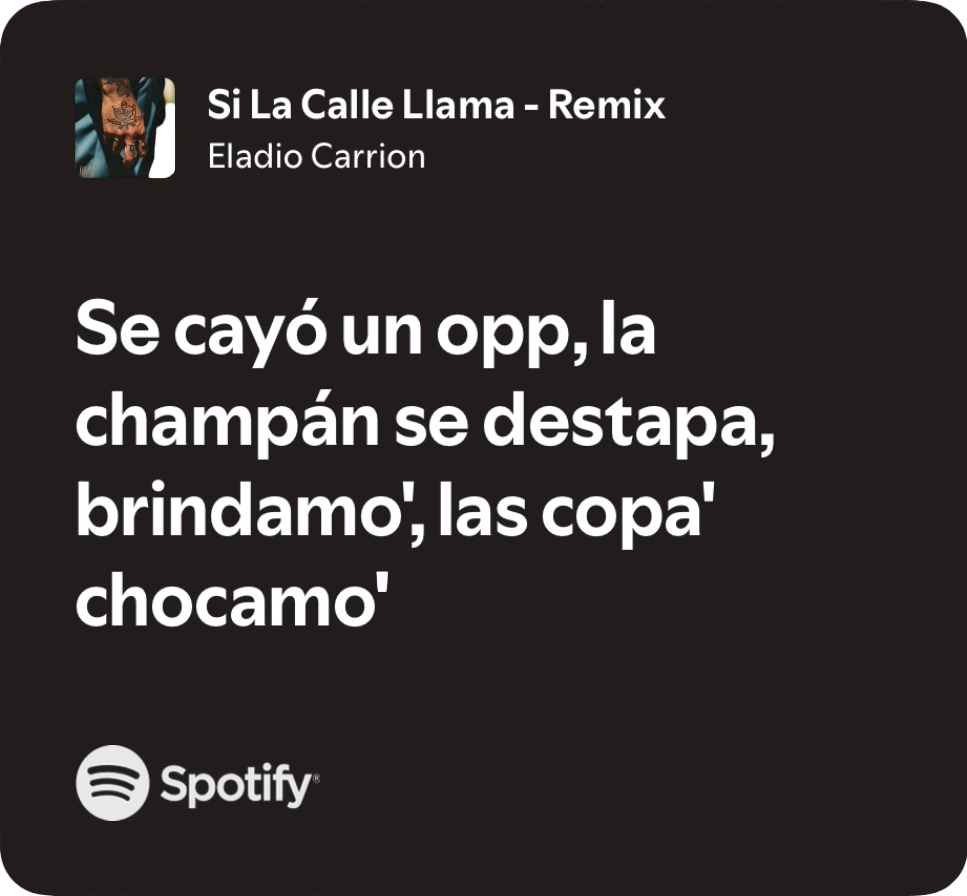 Si La Calle Llama - Remix
Eladio Carrion
Se cayó un opp, la
champán se destapa,
brindamo', las copa'
chocamo'
Spotify®